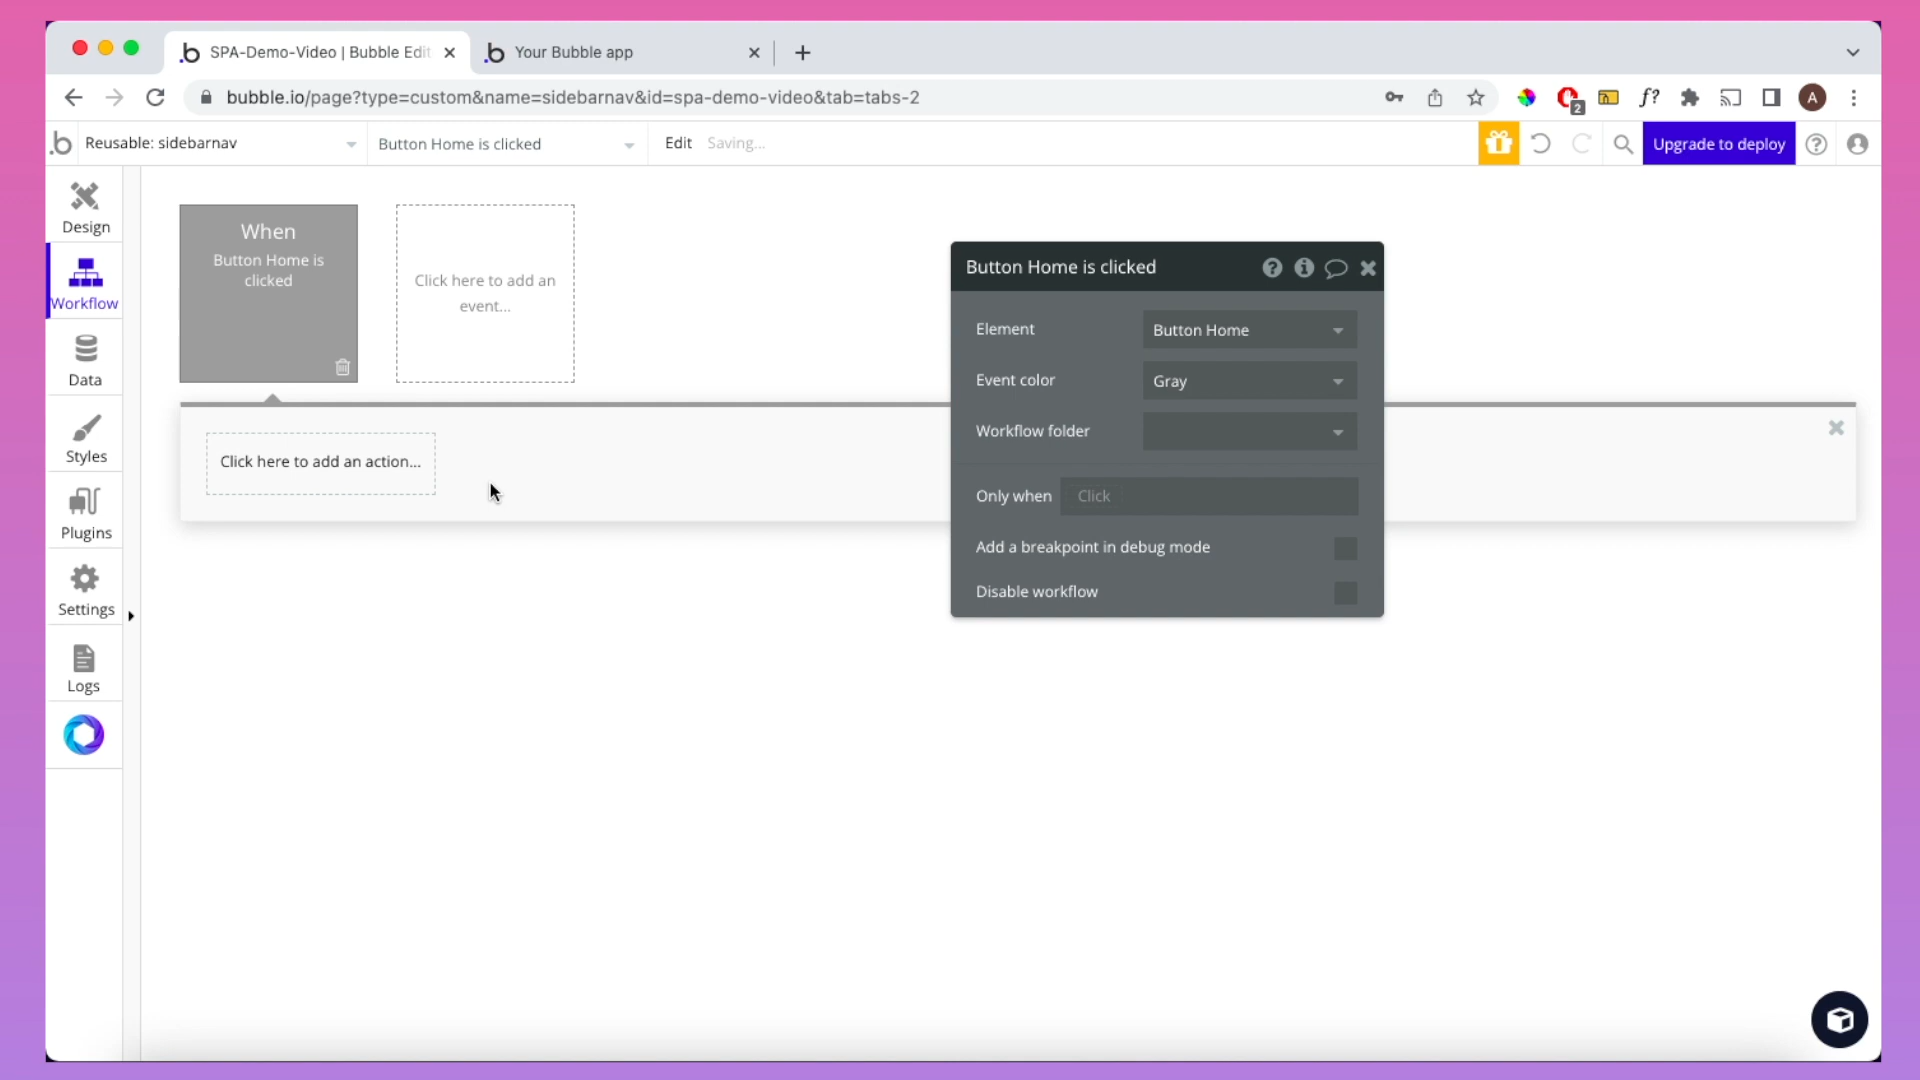 SPA-Demo-Video | Bubble Edit
Your Bubble app
bubble.io/page?type=custom&name=sidebarnav&id=spa-demo-video&tab=tabs-2
f?
2
A
b
Reusable: sidebarnav
Button Home is clicked
Edit
Saving...
Upgrade to deploy
Design
Workflow
Data
Styles
Plugins
Settings
Logs
When
Button Home is
clicked
Click here to add an
event...
Click here to add an action...
Button Home is clicked
Element
Button Home
Event color
Gray
Workflow folder
Only when
Click
Add a breakpoint in debug mode
Disable workflow